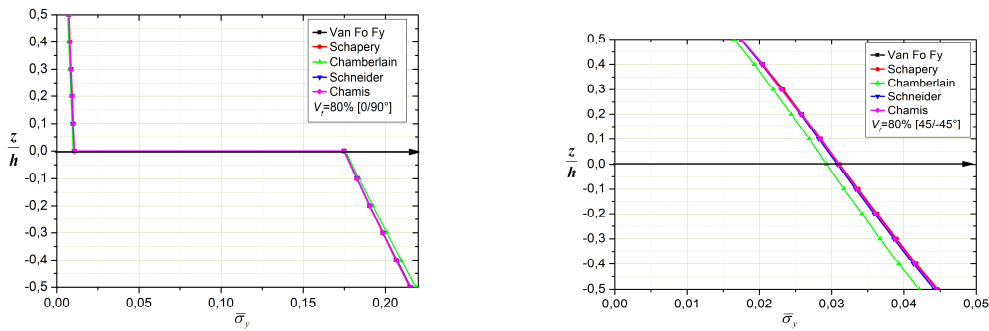 0,5
0,4
0,3
0,2
0,1
0,0
-0,1
-0,2
-0,3
-0,4
-0,5
z
h
0,00
0,05
0,10
0,15
0,20
σ̅y
Van Fo Fy
Schapery
Chamberlain
Schneider
Chamis
Vf=80% [0/90°]
0,5
0,4
0,3
0,2
0,1
0,0
-0,1
-0,2
-0,3
-0,4
-0,5
z
h
0,00
0,01
0,02
0,03
0,04
0,05
σ̅y
Van Fo Fy
Schapery
Chamberlain
Schneider
Chamis
Vf=80% [45/-45°]